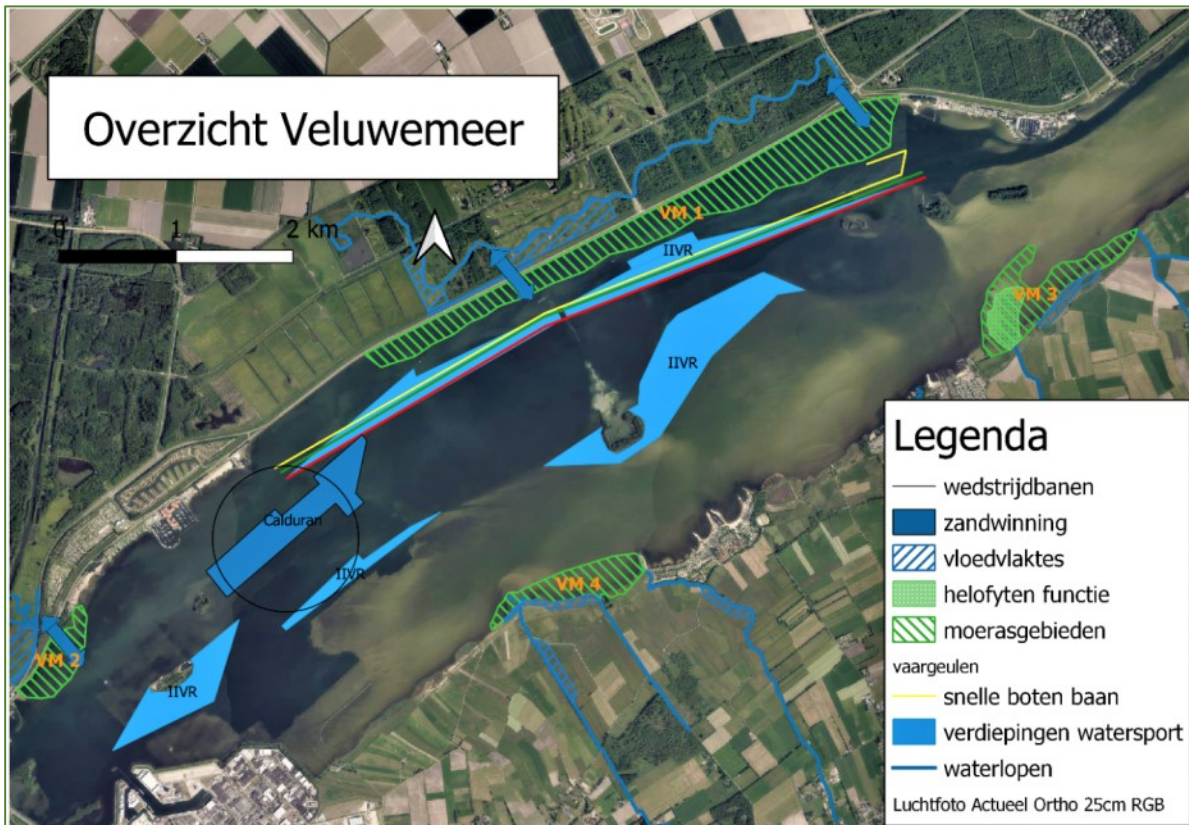 Overzicht Veluwemeer
0 1 2 km
VM 1
IIVR
VM 3
IIVR
Calduran
IIVR
VM 4
VM 2
IIVR
Legenda
wedstrijdbanen
zandwinning
vloedvlaktes
helofyten functie
moerasgebieden
vaargeulen
snelle boten baan
verdiepingen watersport
waterlopen
Luchtfoto Actueel Ortho 25cm RGB